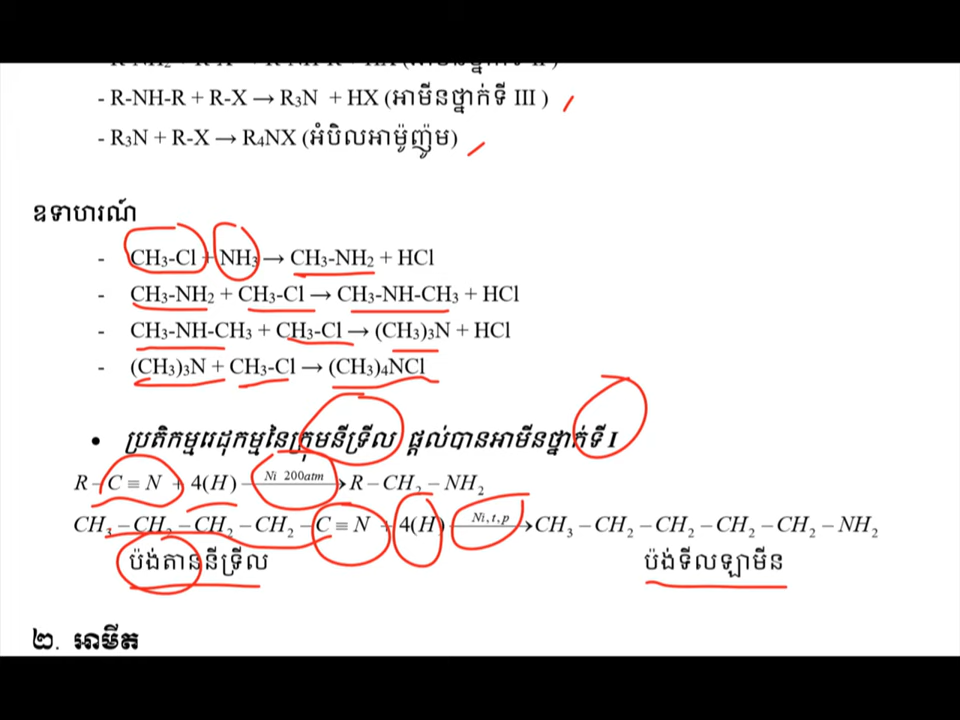 - R-NH-R + R-X → R₃N + HX (អាមីនថ្នាក់ទី III )
- R₃N + R-X → R₄NX (អំបិលអាម៉ូញ៉ូម)
ឧទាហរណ៍
- CH₃-Cl + NH₃ → CH₃-NH₂ + HCl
- CH₃-NH₂ + CH₃-Cl → CH₃-NH-CH₃ + HCl
- CH₃-NH-CH₃ + CH₃-Cl → (CH₃)₃N + HCl
- (CH₃)₃N + CH₃-Cl → (CH₃)₄NCl
• ប្រតិកម្មរេដុកម្មនៃក្រុមនីទ្រីល ផ្តល់បានអាមីនថ្នាក់ទី I
R – C ≡ N + 4(H) —Ni 200atm→ R – CH₂ – NH₂
CH₃ – CH₂ – CH₂ – CH₂ – C ≡ N + 4(H) —Ni,t,p→ CH₃ – CH₂ – CH₂ – CH₂ – CH₂ – NH₂
ប៉ង់តាននីទ្រីល ប៉ង់ទីលឡាមីន
២. អាមីត